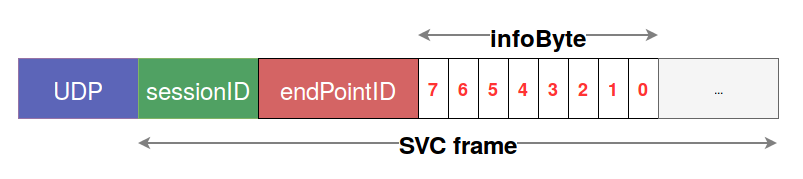 infoByte
UDP sessionID endPointID 7 6 5 4 3 2 1 0 ...
SVC frame